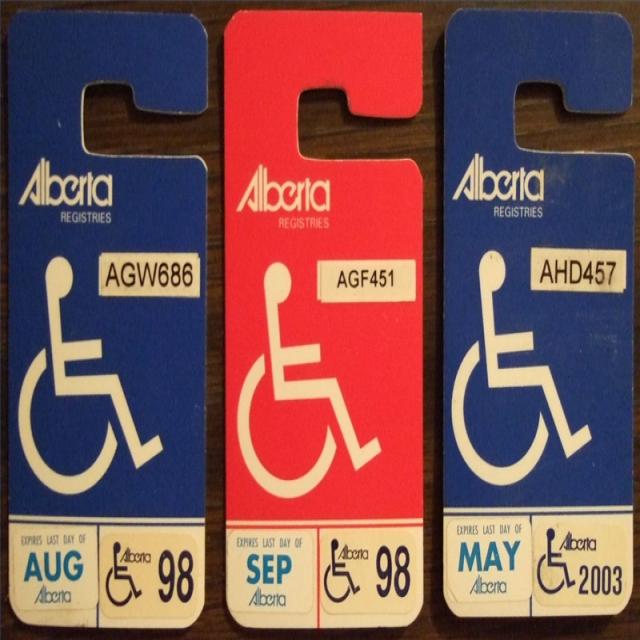 Alberta
REGISTRIES
AGW686
EXPIRES LAST DAY OF
AUG
Alberta
Alberta
98
Alberta
REGISTRIES
AGF451
EXPIRES LAST DAY OF
SEP
Alberta
Alberta
98
Alberta
REGISTRIES
AHD457
EXPIRES LAST DAY OF
MAY
Alberta
Alberta
2003